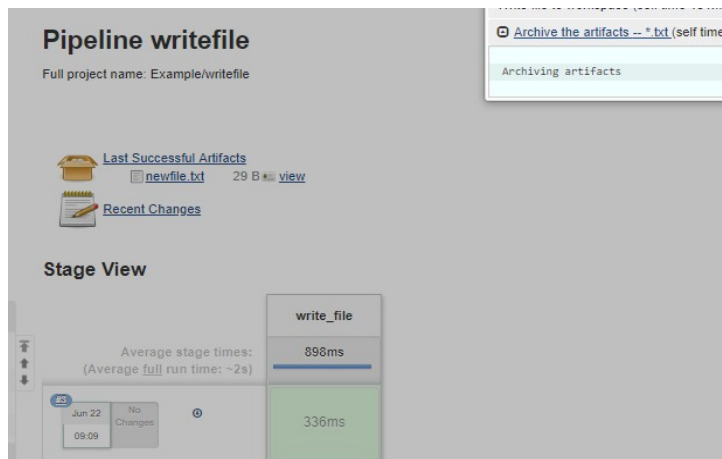 Pipeline writefile
Full project name: Example/writefile
Archive the artifacts -- *.txt (self time
Archiving artifacts
Last Successful Artifacts
newfile.txt 29 B view
Recent Changes
Stage View
write_file
Average stage times: 898ms
(Average full run time: ~2s)
Jun 22 No
Changes
09:09
336ms